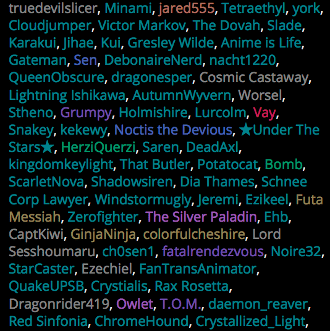 truedevilslicer, Minami, jared555, Tetraethyl, york,
Cloudjumper, Victor Markov, The Dovah, Slade,
Karakui, Jihae, Kui, Gresley Wilde, Anime is Life,
Gateman, Sen, DebonaireNerd, nacht1220,
QueenObscure, dragonesper, Cosmic Castaway,
Lightning Ishikawa, AutumnWyvern, Worsel,
Stheno, Grumpy, Holmishire, Lurcolm, Vay,
Snakey, kekewy, Noctis the Devious, ★Under The
Stars★, HerziQuerzi, Saren, DeadAxl,
kingdomkeylight, That Butler, Potatocat, Bomb,
ScarletNova, Shadowsiren, Dia Thames, Schnee
Corp Lawyer, Windstormugly, Jeremi, Ezikeel, Futa
Messiah, Zerofighter, The Silver Paladin, Ehb,
CaptKiwi, GinjaNinja, colorfulcheshire, Lord
Sesshoumaru, ch0sen1, fatalrendezvous, Noire32,
StarCaster, Ezechiel, FanTransAnimator,
QuakeUPSB, Crystialis, Rax Rosetta,
Dragonrider419, Owlet, T.O.M., daemon_reaver,
Red Sinfonia, ChromeHound, Crystallized_Light,